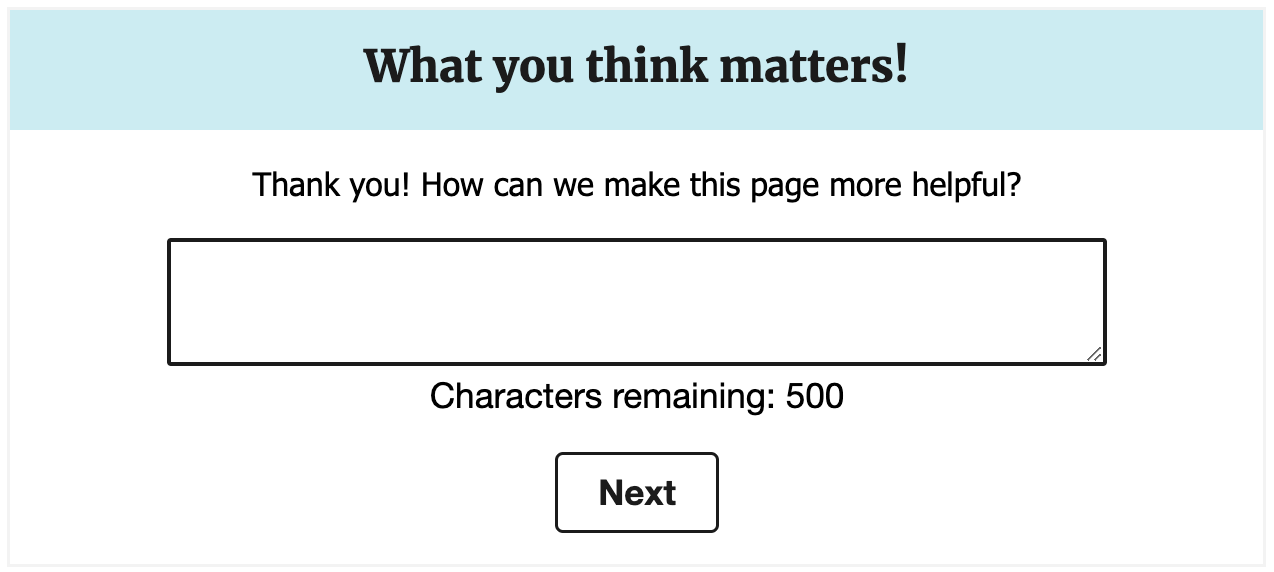 What you think matters!
Thank you! How can we make this page more helpful?
Characters remaining: 500
Next